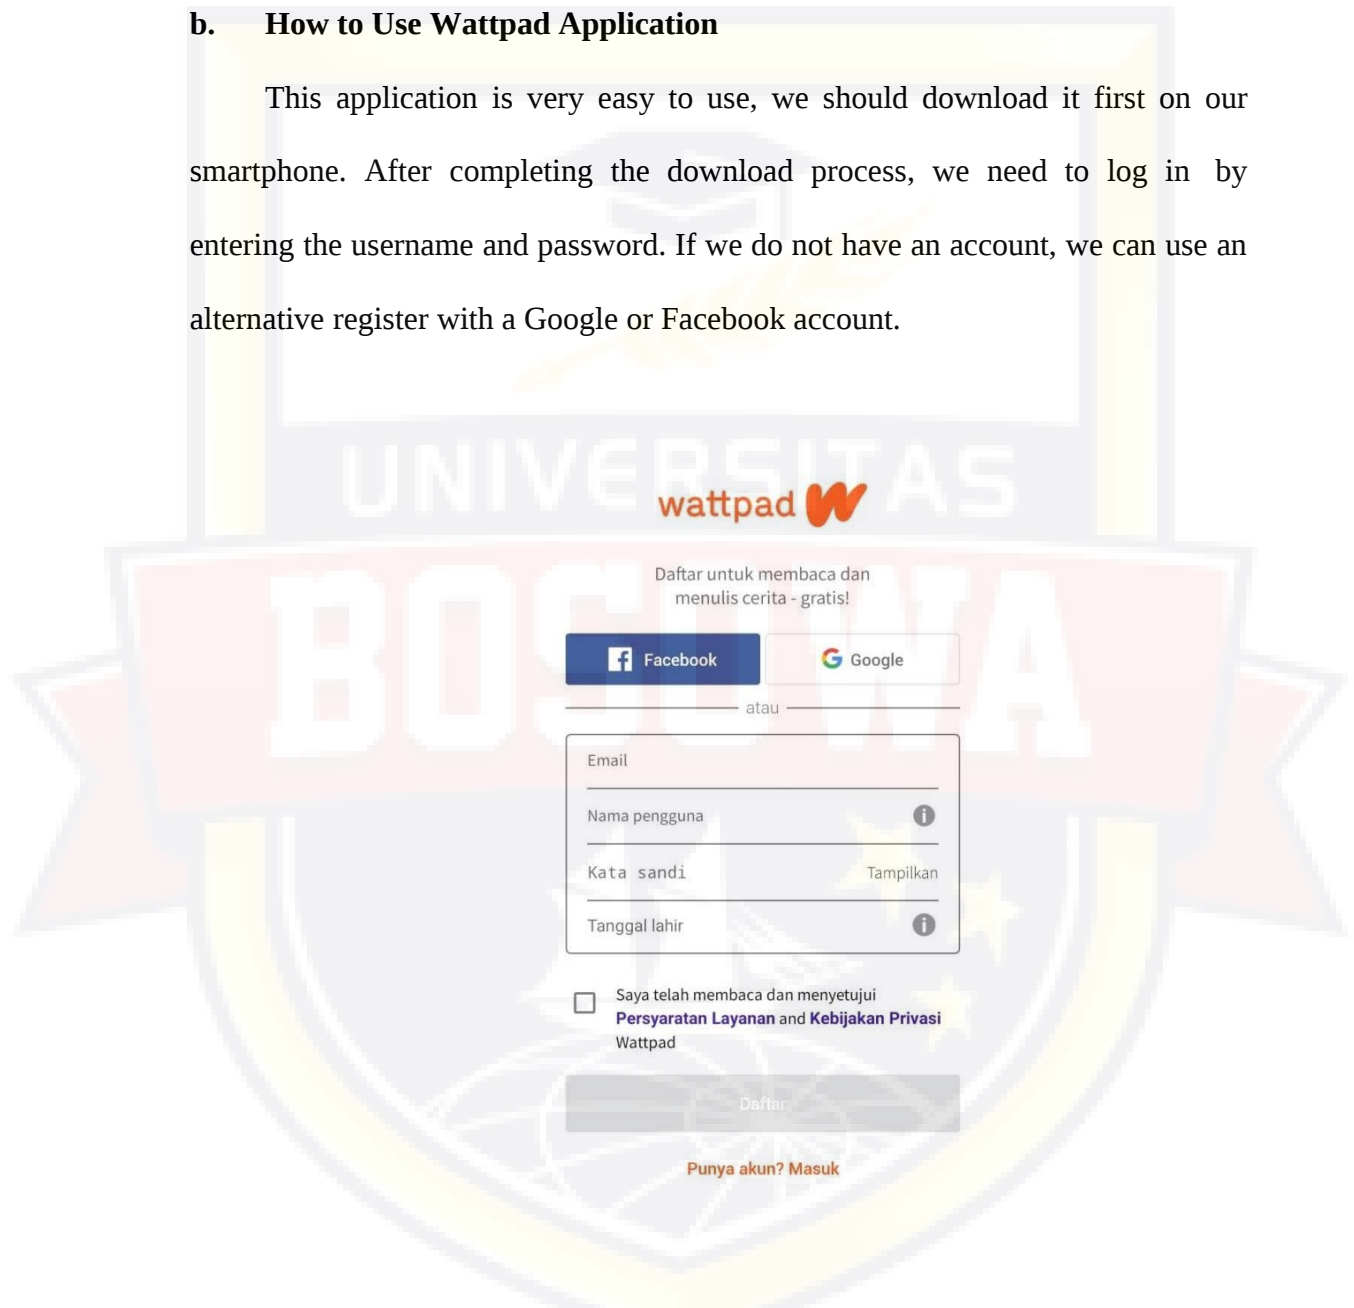 b. How to Use Wattpad Application
This application is very easy to use, we should download it first on our
smartphone. After completing the download process, we need to log in by
entering the username and password. If we do not have an account, we can use an
alternative register with a Google or Facebook account.
UNIVERSITAS
wattpad
BOSOWA
Daftar untuk membaca dan
menulis cerita - gratis!
Facebook
Google
atau
Email
Nama pengguna
Kata sandi Tampilkan
Tanggal lahir
Saya telah membaca dan menyetujui
Persyaratan Layanan and Kebijakan Privasi
Wattpad
Daftar
Punya akun? Masuk